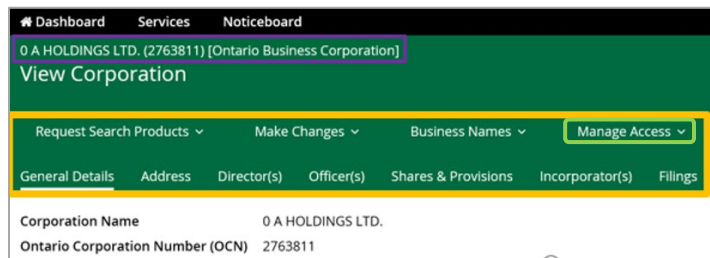 Dashboard Services Noticeboard
0 A HOLDINGS LTD. (2763811) [Ontario Business Corporation]
View Corporation
Request Search Products Make Changes Business Names Manage Access
General Details Address Director(s) Officer(s) Shares & Provisions Incorporator(s) Filings
Corporation Name 0 A HOLDINGS LTD.
Ontario Corporation Number (OCN) 2763811